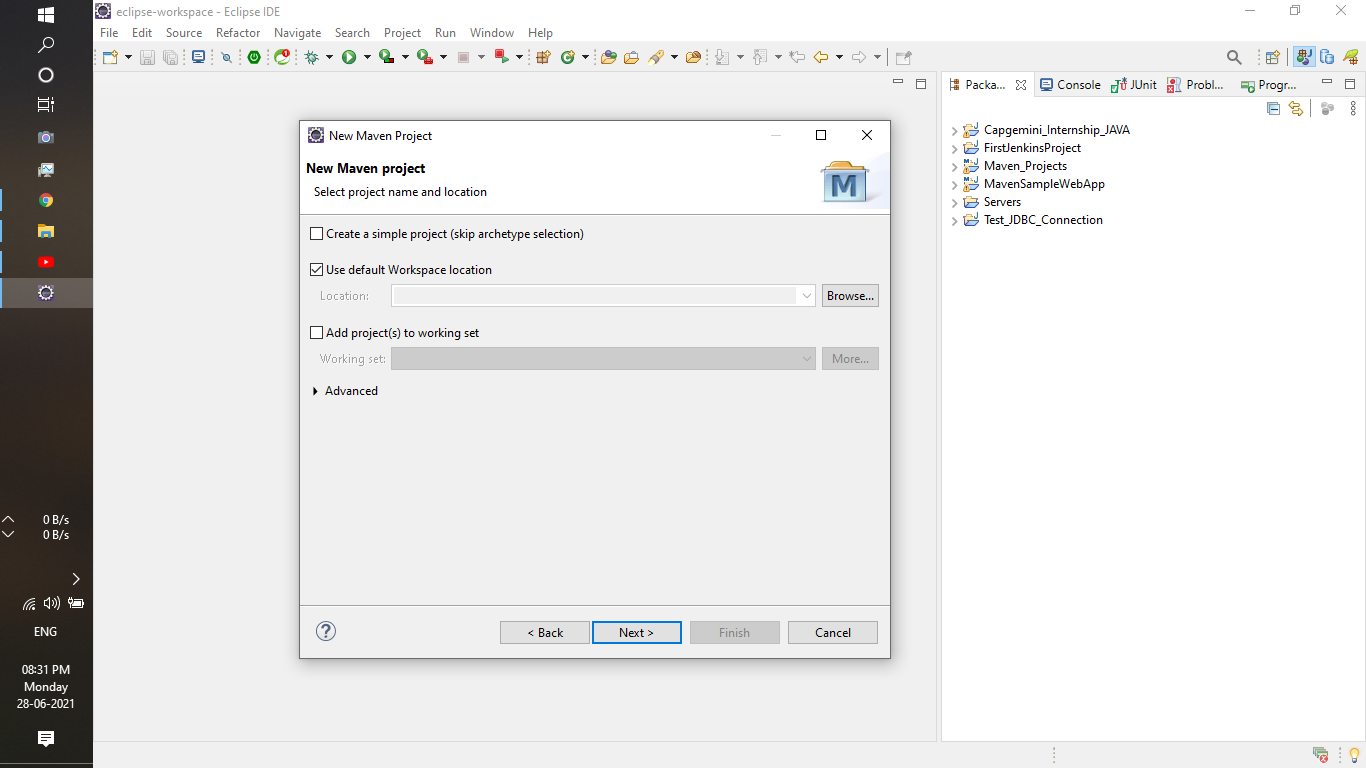 eclipse-workspace - Eclipse IDE
File Edit Source Refactor Navigate Search Project Run Window Help
Packa... Console JUnit Probl... Progr...
Capgemini_Internship_JAVA
FirstJenkinsProject
Maven_Projects
MavenSampleWebApp
Servers
Test_JDBC_Connection
New Maven Project
New Maven project
Select project name and location
M
Create a simple project (skip archetype selection)
Use default Workspace location
Location: Browse...
Add project(s) to working set
Working set: More...
Advanced
? < Back Next > Finish Cancel
0 B/s
0 B/s
ENG
08:31 PM
Monday
28-06-2021